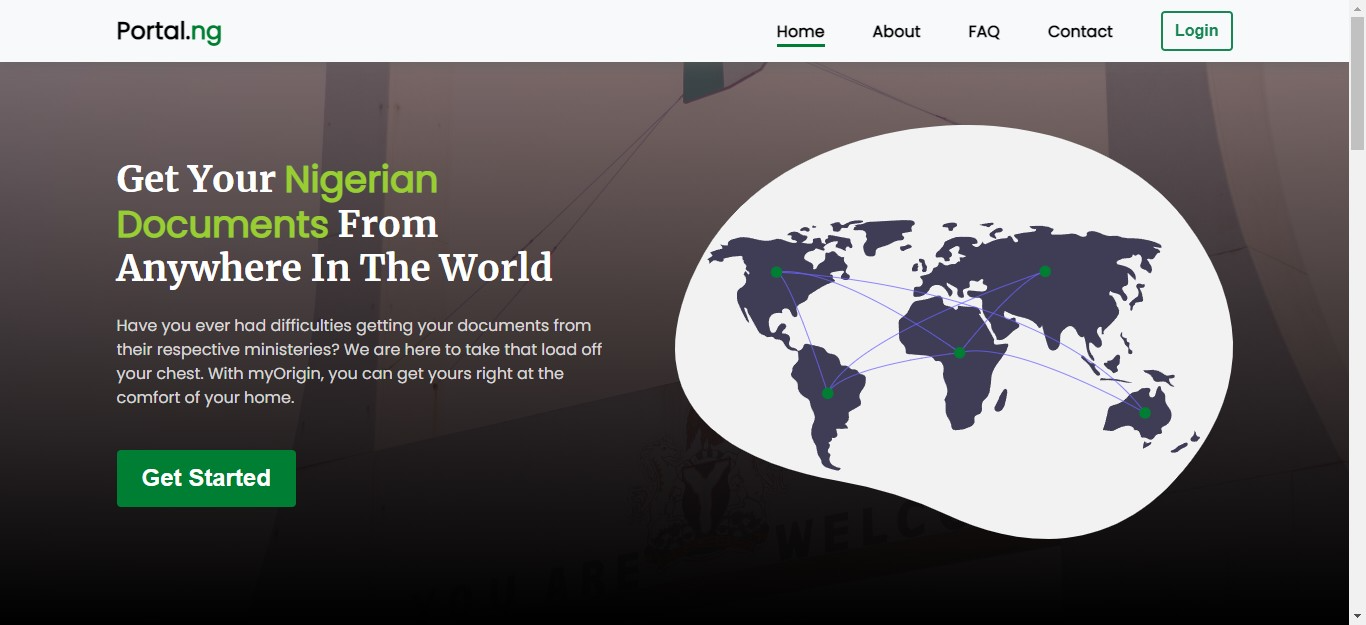 Portal.ng
Home About FAQ Contact Login
Get Your Nigerian
Documents From
Anywhere In The World
Have you ever had difficulties getting your documents from
their respective ministeries? We are here to take that load off
your chest. With myOrigin, you can get yours right at the
comfort of your home.
Get Started
YOU ARE